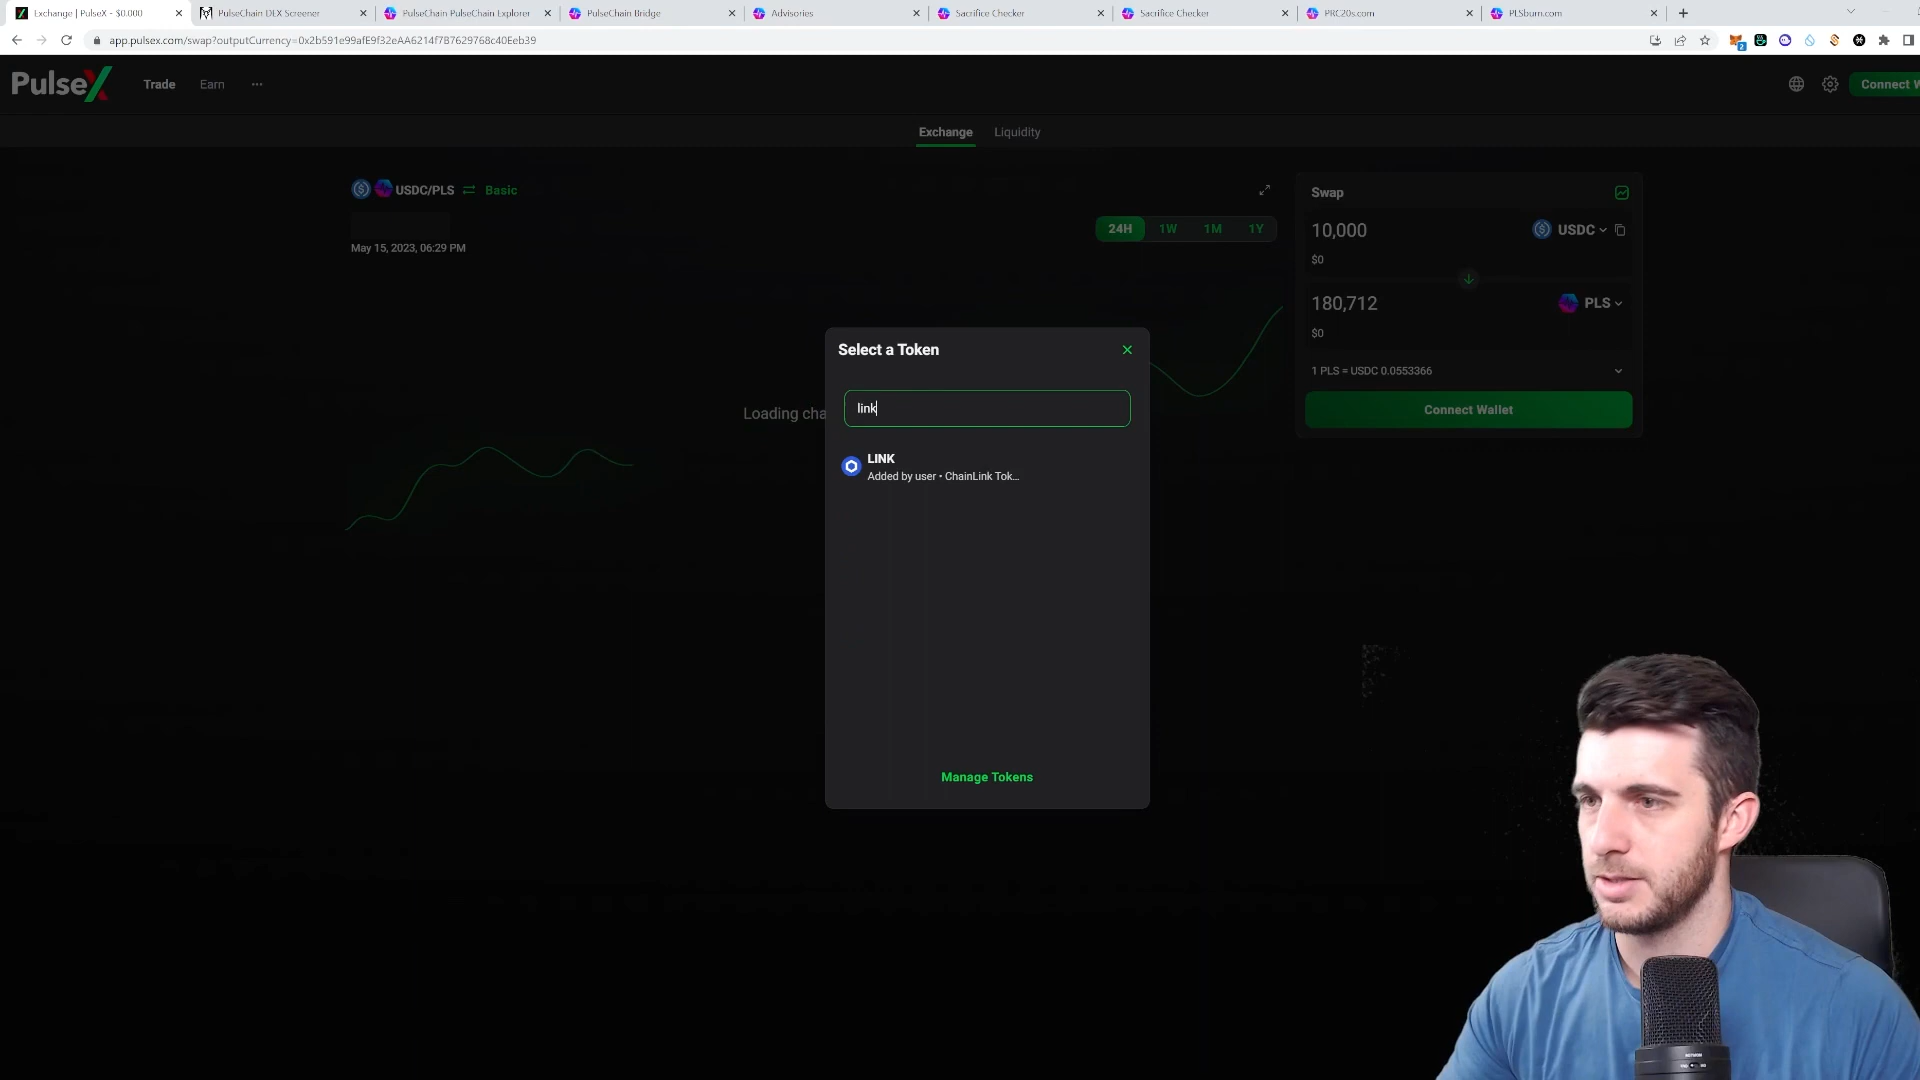 Exchange | PulseX - $0.000
PulseChain DEX Screener
PulseChain PulseChain Explorer
PulseChain Bridge
Advisories
Sacrifice Checker
Sacrifice Checker
PRC20s.com
PLSburn.com
app.pulsex.com/swap?outputCurrency=0x2b591e99afE9f32eAA6214f7B7629768c40Eeb39
2
PulseX
Trade
Earn
Connect W
Exchange
Liquidity
USDC/PLS
Basic
24H
1W
1M
1Y
May 15, 2023, 06:29 PM
Loading cha
Swap
10,000
USDC
$0
180,712
PLS
$0
1 PLS = USDC 0.0553366
Connect Wallet
Select a Token
link
LINK
Added by user • ChainLink Tok...
Manage Tokens